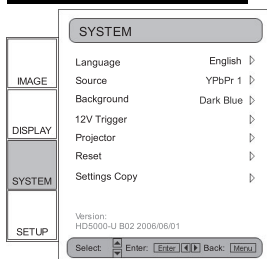 SYSTEM
IMAGE
DISPLAY
SYSTEM
SETUP
Language English
Source YPbPr 1
Background Dark Blue
12V Trigger
Projector
Reset
Settings Copy
Version:
HD5000-U B02 2006/06/01
Select: Enter: Enter Back: Menu